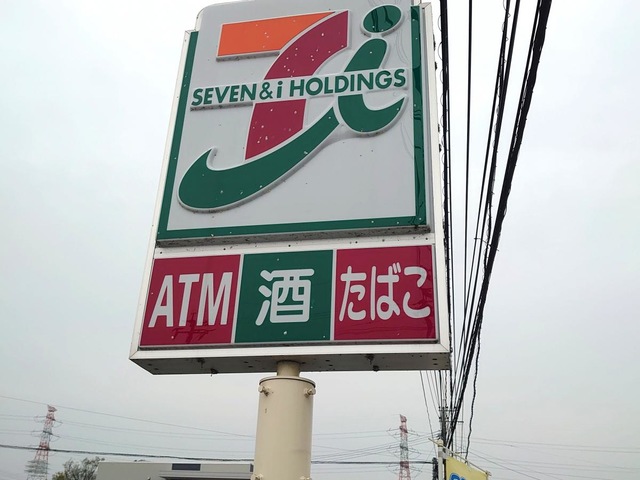 SEVEN&i HOLDINGS
ATM 酒 たばこ